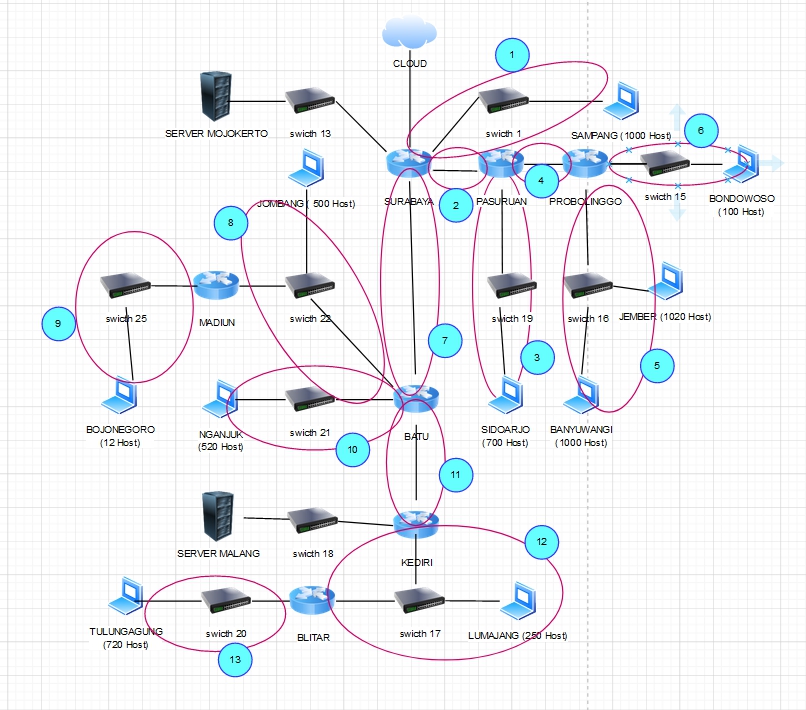 1
CLOUD
SERVER MOJOKERTO
swicth 13
swicth 1
SAMPANG (1000 Host)
6
4
JOMBANG ( 500 Host)
SURABAYA
2
PASURUAN
PROBOLINGGO
swicth 15
BONDOWOSO
(100 Host)
8
9
swicth 25
MADIUN
swicth 22
swicth 19
swicth 16
JEMBER (1020 Host)
7
3
5
BOJONEGORO
(12 Host)
NGANJUK
(520 Host)
swicth 21
10
BATU
SIDOARJO
(700 Host)
BANYUWANGI
(1000 Host)
11
SERVER MALANG
swicth 18
KEDIRI
12
TULUNGAGUNG
(720 Host)
swicth 20
BLITAR
swicth 17
LUMAJANG (250 Host)
13